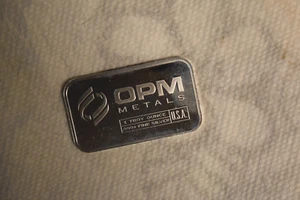 OPM
METALS
1 TROY OUNCE
.999+ FINE SILVER
U.S.A.